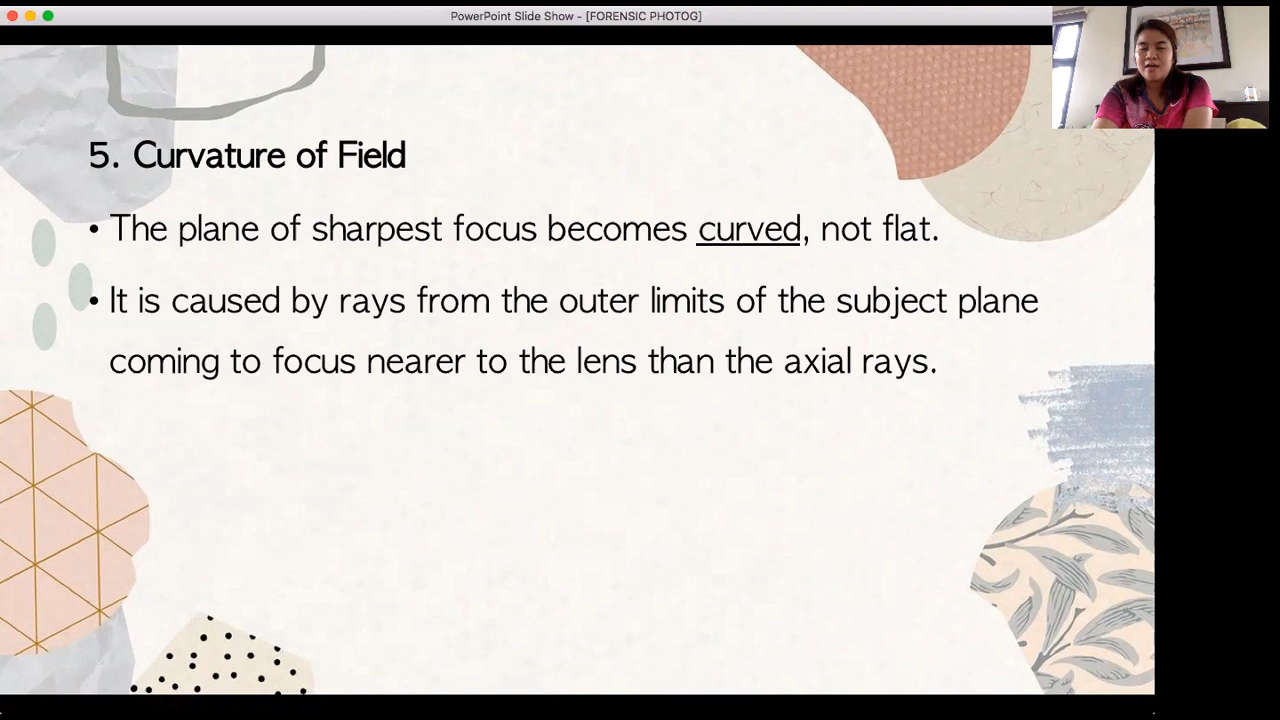 PowerPoint Slide Show - [FORENSIC PHOTOG]
5. Curvature of Field
• The plane of sharpest focus becomes curved, not flat.
• It is caused by rays from the outer limits of the subject plane
coming to focus nearer to the lens than the axial rays.